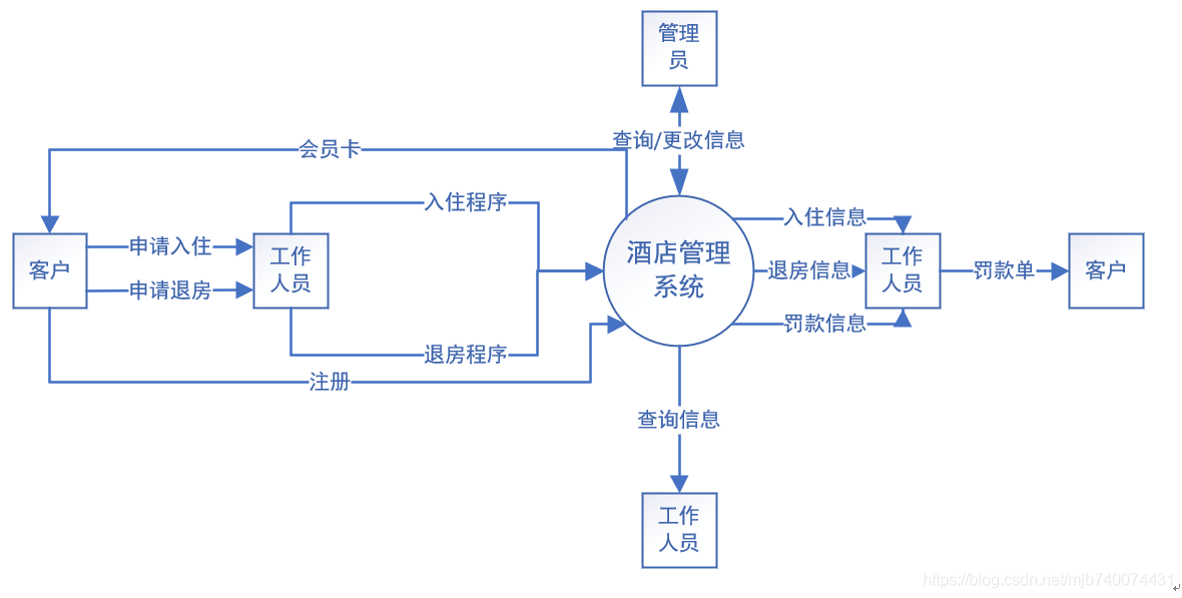 管理
员
查询/更改信息
会员卡
入住程序
入住信息
客户
申请入住
申请退房
工作
人员
酒店管理
系统
退房信息
工作
人员
罚款单
客户
罚款信息
退房程序
注册
查询信息
工作
人员
https://blog.csdn.net/mjb740074431